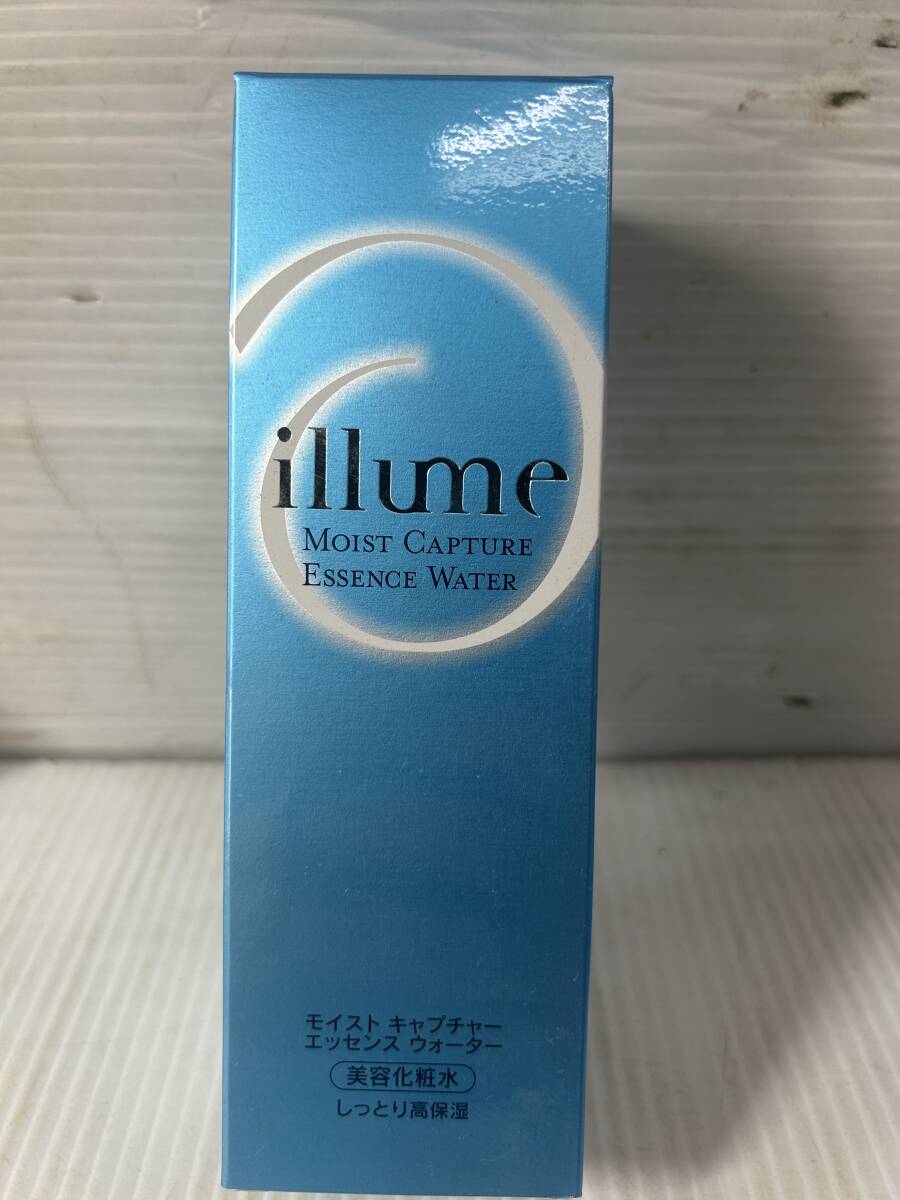 illume
MOIST CAPTURE
ESSENCE WATER
モイスト キャプチャー
エッセンス ウォーター
美容化粧水
しっとり高保湿